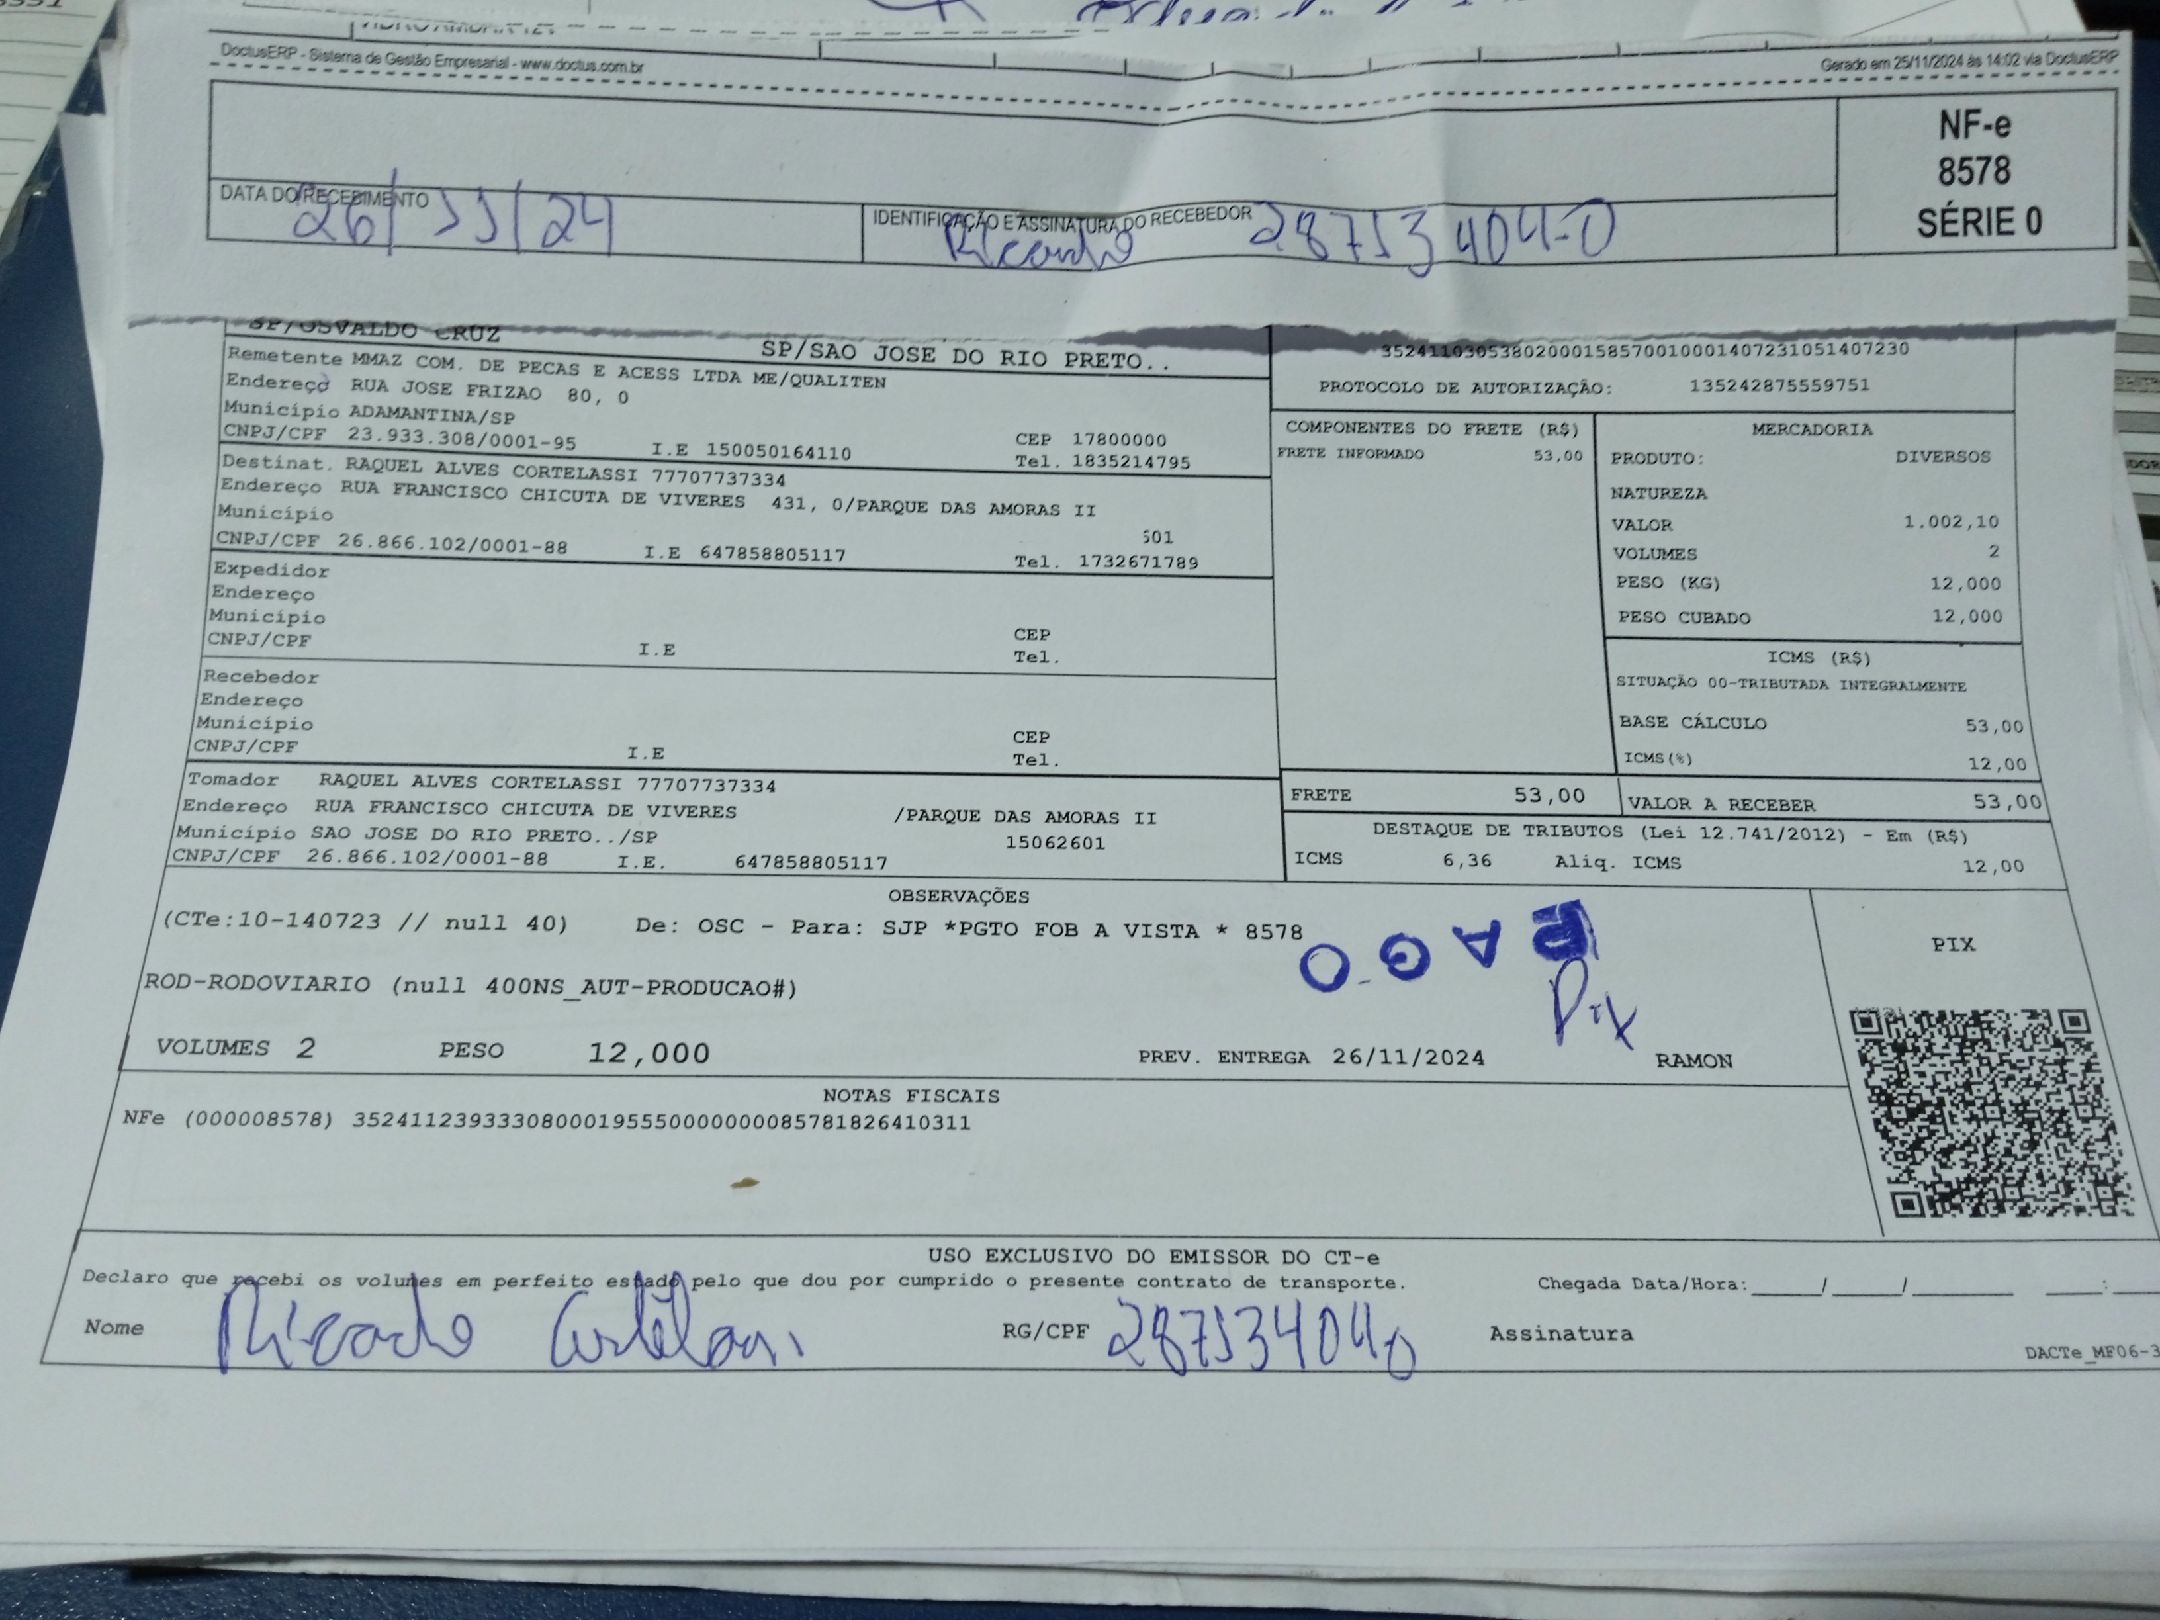 DoctusERP - Sistema de Gestão Empresarial - www.doctus.com.br
Gerado em 25/11/2024 às 14:02 via DoctusERP
NF-e
8578
SÉRIE 0
DATA DO RECEBIMENTO
26/11/24
IDENTIFICAÇÃO E ASSINATURA DO RECEBEDOR
Ricardo 28753404-0
SP/OSVALDO CRUZ
SP/SAO JOSE DO RIO PRETO..
35241103053802000158570010001407231051407230
PROTOCOLO DE AUTORIZAÇÃO: 135242875559751
Remetente MMAZ COM. DE PECAS E ACESS LTDA ME/QUALITEN
Endereço RUA JOSE FRIZAO 80, 0
Município ADAMANTINA/SP
CEP 17800000
CNPJ/CPF 23.933.308/0001-95 I.E 150050164110 Tel. 1835214795
Destinat. RAQUEL ALVES CORTELASSI 77707737334
Endereço RUA FRANCISCO CHICUTA DE VIVERES 431, 0/PARQUE DAS AMORAS II
Município
601
CNPJ/CPF 26.866.102/0001-88 I.E 647858805117 Tel. 1732671789
Expedidor
Endereço
Município
CEP
CNPJ/CPF I.E Tel.
Recebedor
Endereço
Município
CEP
CNPJ/CPF I.E Tel.
Tomador RAQUEL ALVES CORTELASSI 77707737334
Endereço RUA FRANCISCO CHICUTA DE VIVERES /PARQUE DAS AMORAS II
Município SAO JOSE DO RIO PRETO../SP 15062601
CNPJ/CPF 26.866.102/0001-88 I.E. 647858805117
COMPONENTES DO FRETE (R$)
FRETE INFORMADO 53,00
MERCADORIA
PRODUTO: DIVERSOS
NATUREZA
VALOR 1.002,10
VOLUMES 2
PESO (KG) 12,000
PESO CUBADO 12,000
ICMS (R$)
SITUAÇÃO 00-TRIBUTADA INTEGRALMENTE
BASE CÁLCULO 53,00
ICMS(%) 12,00
FRETE 53,00
VALOR A RECEBER 53,00
DESTAQUE DE TRIBUTOS (Lei 12.741/2012) - Em (R$)
ICMS 6,36 Aliq. ICMS 12,00
OBSERVAÇÕES
(CTe:10-140723 // null 40) De: OSC - Para: SJP *PGTO FOB A VISTA * 8578
PAGO
Pix
PIX
ROD-RODOVIARIO (null 400NS_AUT-PRODUCAO#)
VOLUMES 2 PESO 12,000 PREV. ENTREGA 26/11/2024 RAMON
NOTAS FISCAIS
NFe (000008578) 35241123933308000195550000000085781826410311
USO EXCLUSIVO DO EMISSOR DO CT-e
Declaro que recebi os volumes em perfeito estado pelo que dou por cumprido o presente contrato de transporte.
Chegada Data/Hora:_____/_____/_______ ____:
Nome Ricardo RG/CPF 287534040 Assinatura
DACTe_MF06-3